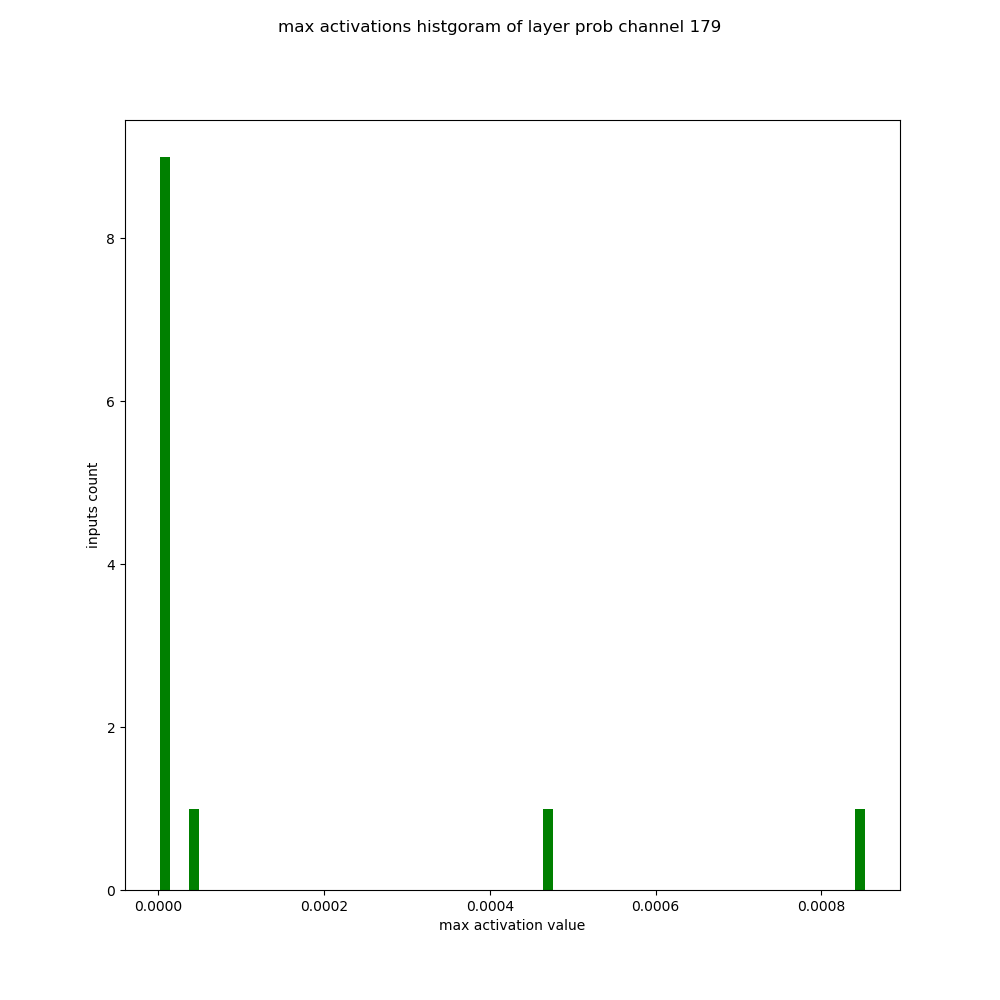 max activations histgoram of layer prob channel 179
8
6
4
2
0
inputs count
0.0000 0.0002 0.0004 0.0006 0.0008
max activation value